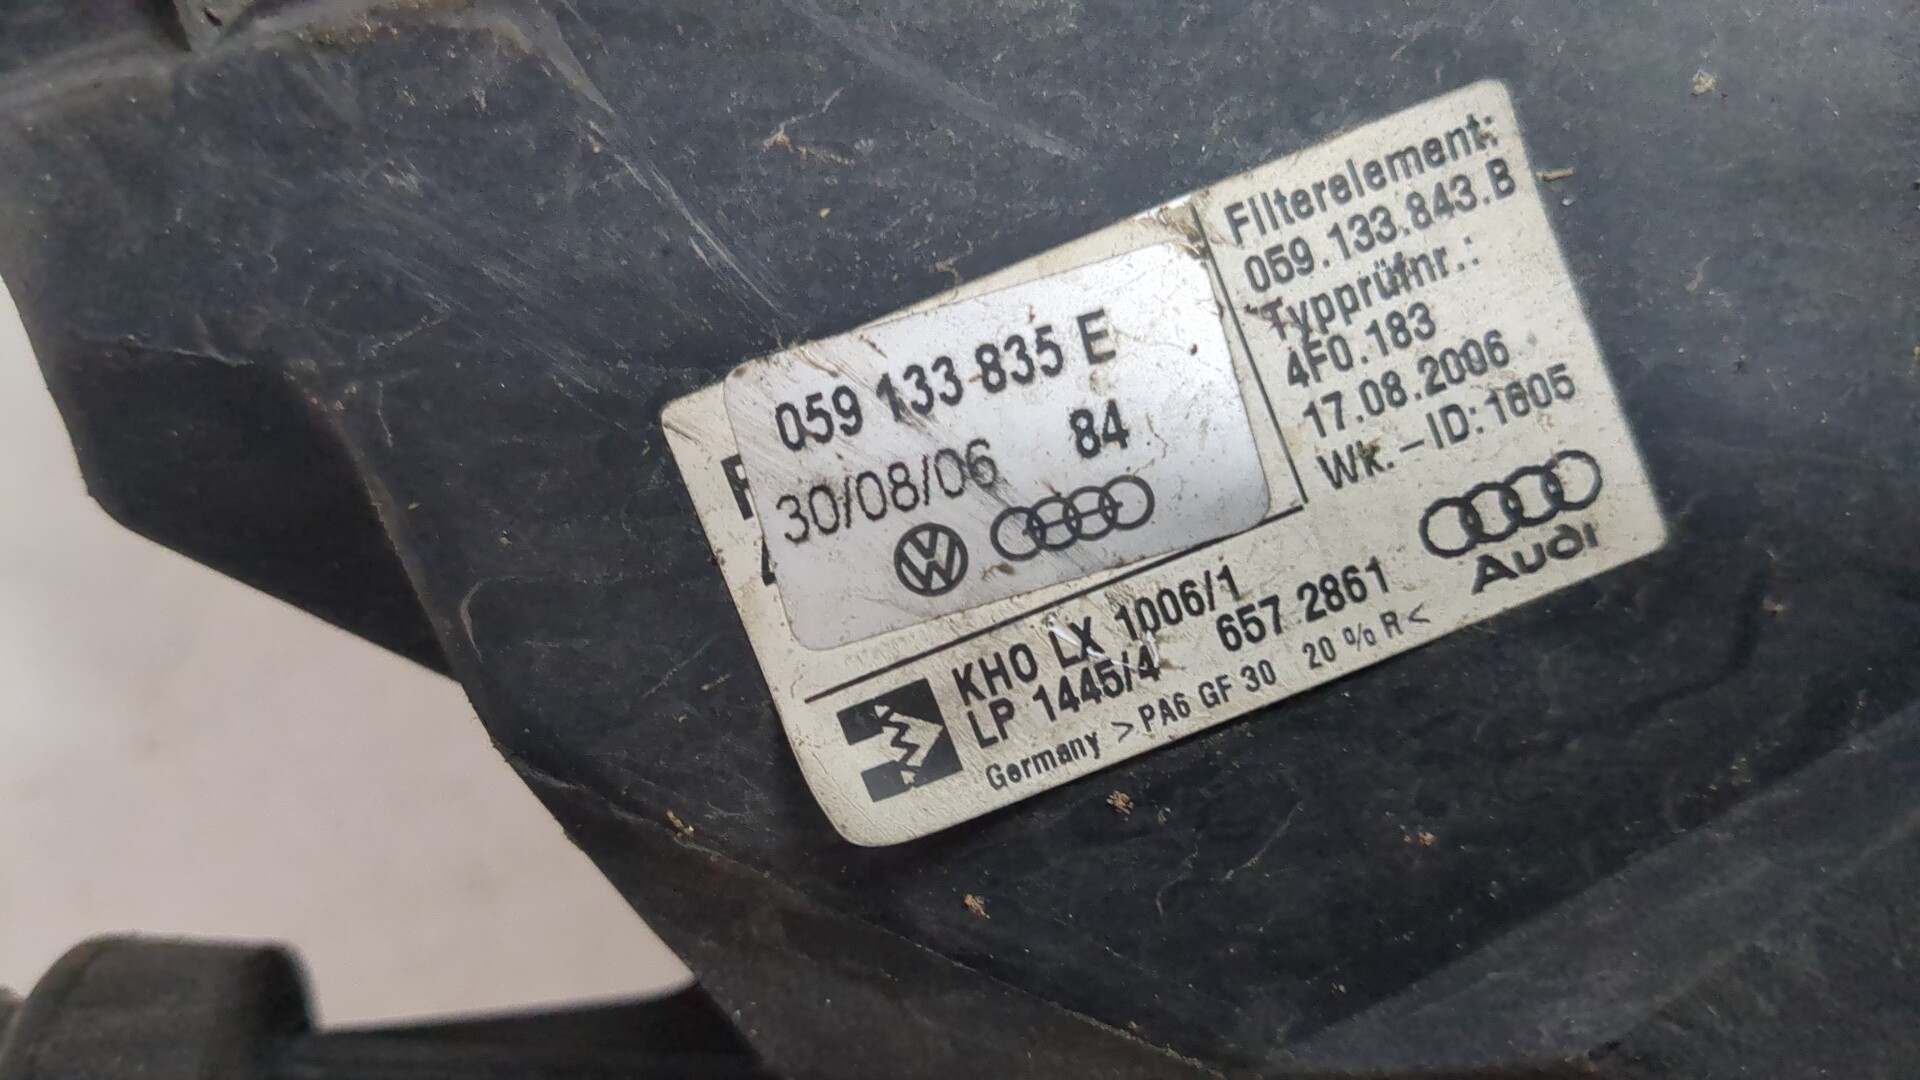 059 133 835 E
30/08/06 84
Filterelement:
059.133.843.B
Typprüfnr.:
4F0.183
17.08.2006
Wk.-ID:1605
Audi
KHO LX 1006/1
LP 1445/4 657 2861
Germany >PA6 GF 30 20 % R<